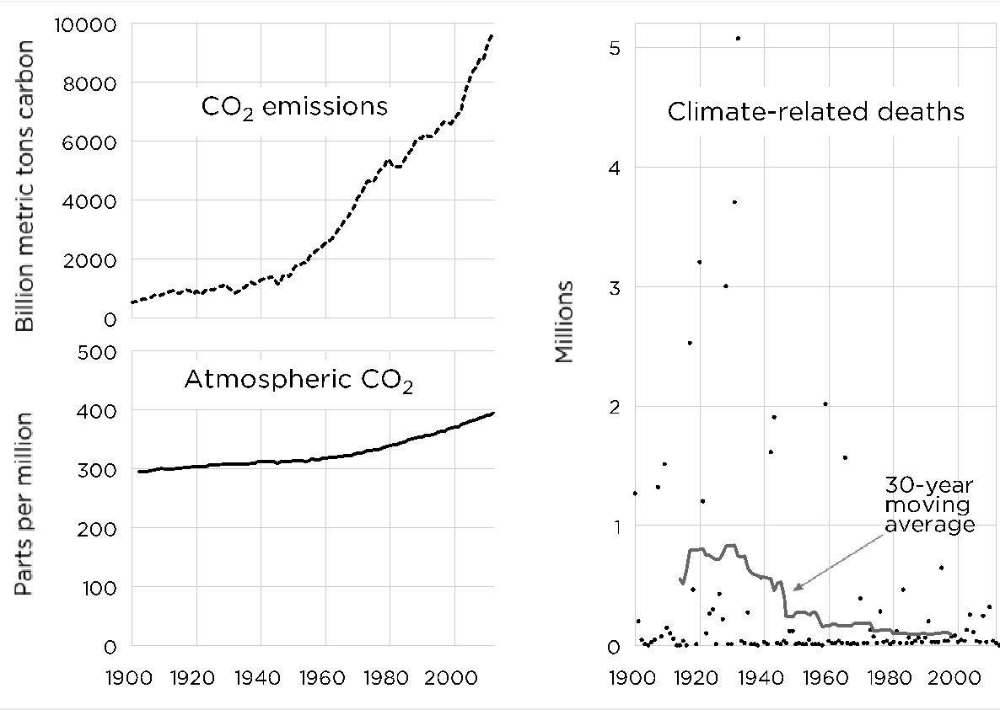 Billion metric tons carbon
10000
8000
6000
4000
2000
0
CO₂ emissions
Parts per million
500
400
300
200
100
0
Atmospheric CO₂
1900 1920 1940 1960 1980 2000
Millions
5
4
3
2
1
0
Climate-related deaths
30-year
moving
average
1900 1920 1940 1960 1980 2000